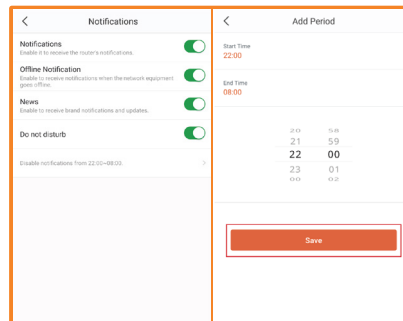 Notifications
Notifications
Enable it to receive the router's notifications.
Offline Notification
Enable to receive notifications when the network equipment
goes offline.
News
Enable to receive brand notifications and updates.
Do not disturb
Disable notifications from 22:00~08:00.
Add Period
Start Time
22:00
End Time
08:00
20 58
21 59
22 00
23 01
00 02
Save